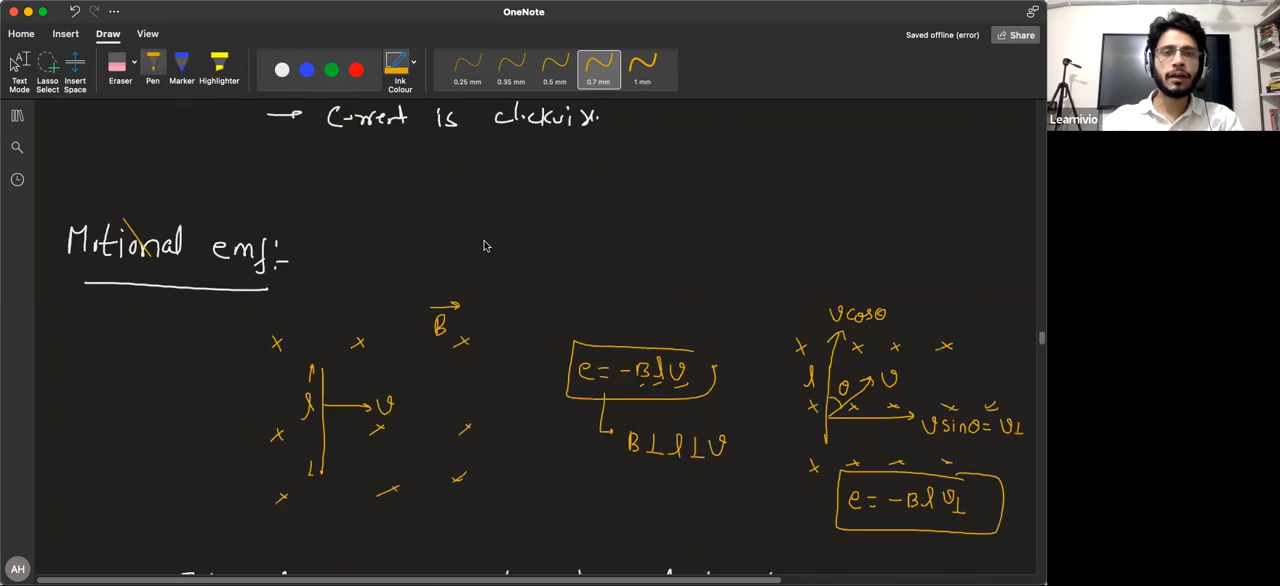 OneNote
Home Insert Draw View
Saved offline (error) Share
Text Mode Lasso Select Insert Space Eraser Pen Marker Highlighter Ink Colour 0.25 mm 0.35 mm 0.5 mm 0.7 mm 1 mm
Learnivio
→ Current is
Motional emf:-
B
l
v
e = -Blv
B⊥l⊥v
v cosθ
l
θ
v
v sinθ = v⊥
e = -Blv⊥
AH